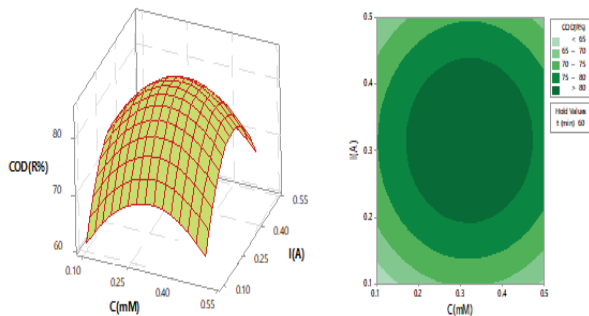 80
COD(R%)
70
60
0.10
0.25
0.40
0.55
C(mM)
0.10
0.25
0.40
0.55
I(A)
0.5
0.4
0.3
0.2
0.1
I(A)
0.1
0.2
0.3
0.4
0.5
C(mM)
COD(R%)
< 65
65 – 70
70 – 75
75 – 80
> 80
Hold Values
t (min) 60